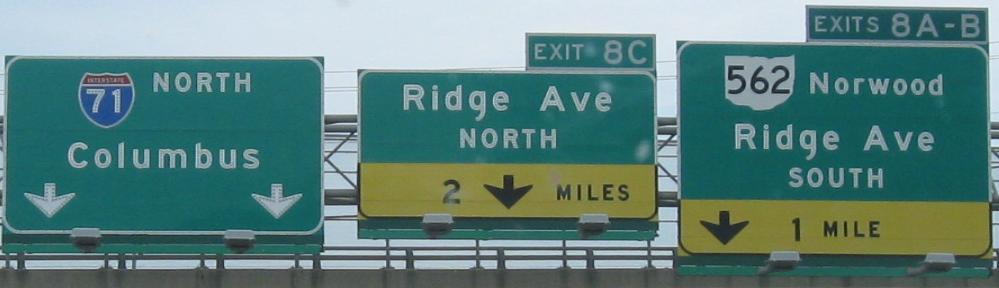 INTERSTATE
71 NORTH
Columbus
EXIT 8C
Ridge Ave
NORTH
2 MILES
EXITS 8A-B
562 Norwood
Ridge Ave
SOUTH
1 MILE